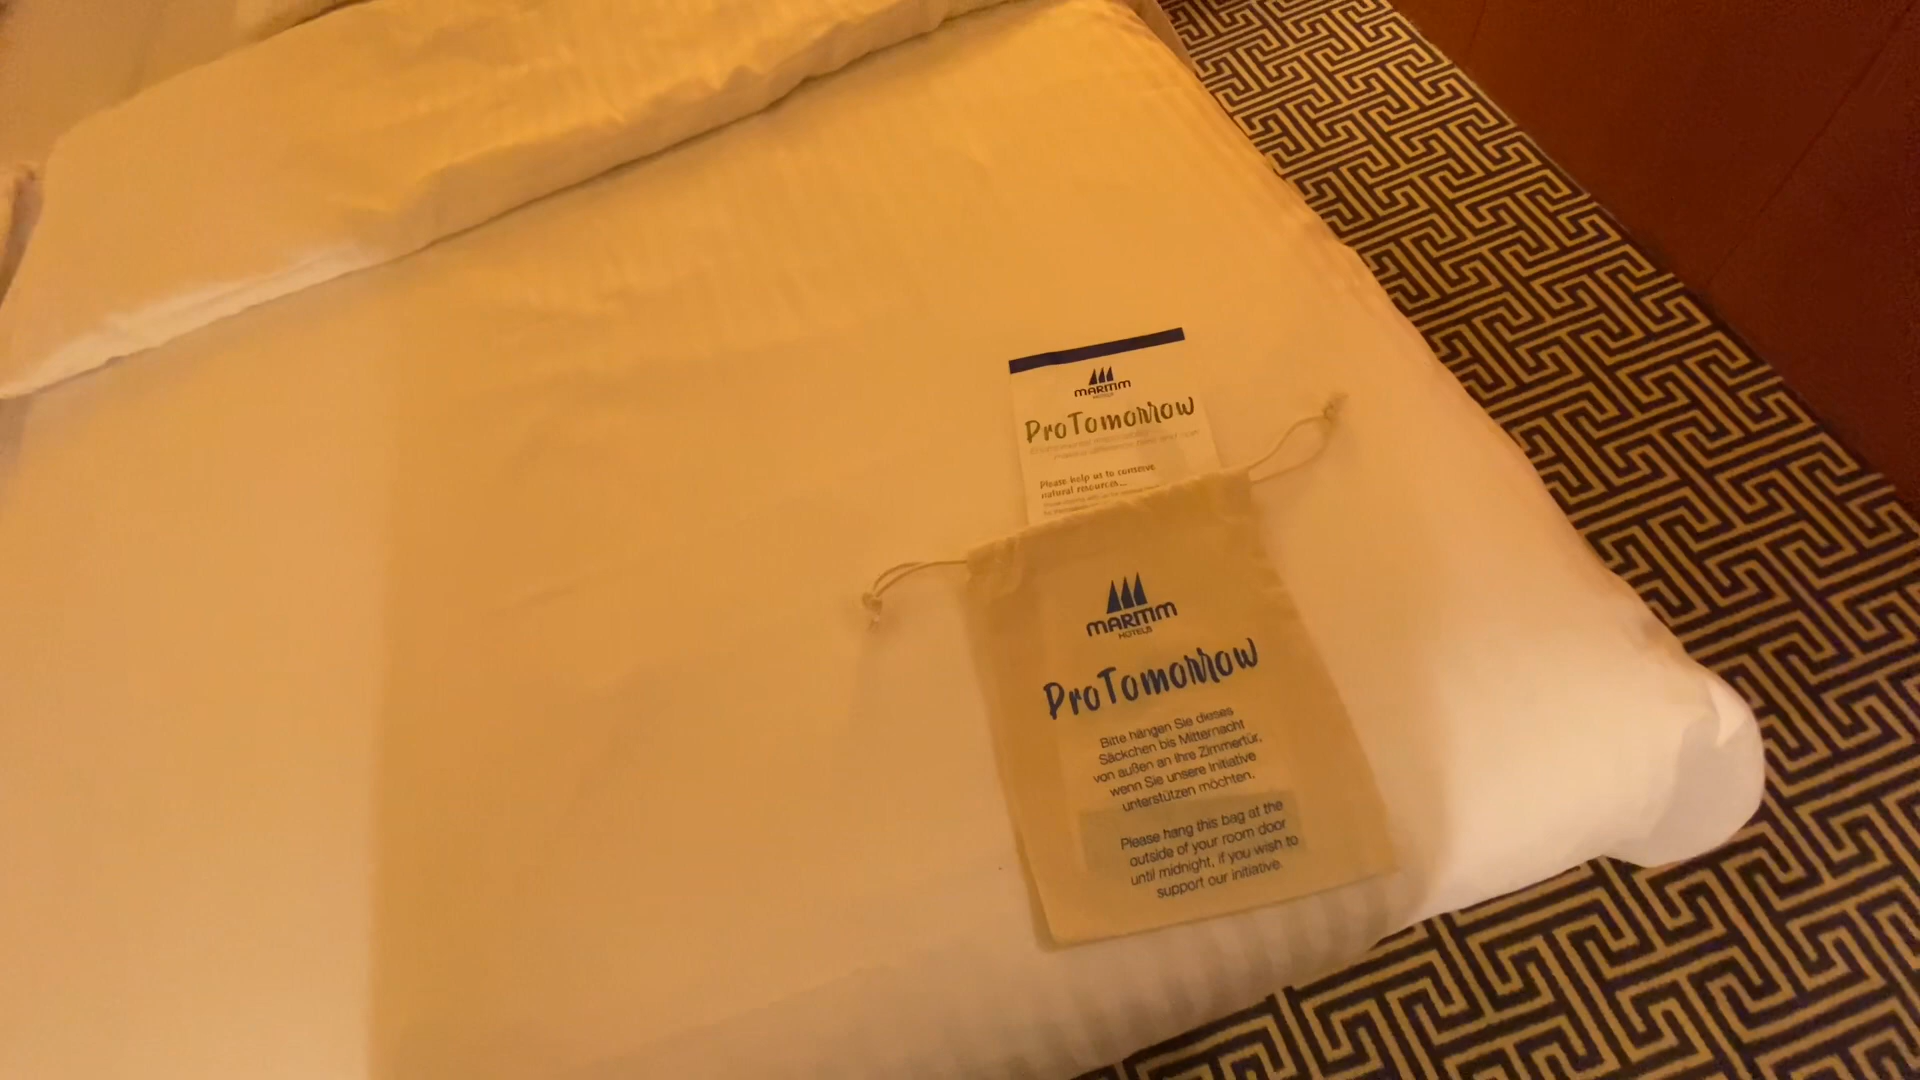 MARITIM
HOTELS
ProTomorrow
Please help us to conserve
natural resources...
MARITIM
HOTELS
ProTomorrow
Bitte hängen Sie dieses
Säckchen bis Mitternacht
von außen an Ihre Zimmertür,
wenn Sie unsere Initiative
unterstützen möchten.
Please hang this bag at the
outside of your room door
until midnight, if you wish to
support our initiative.